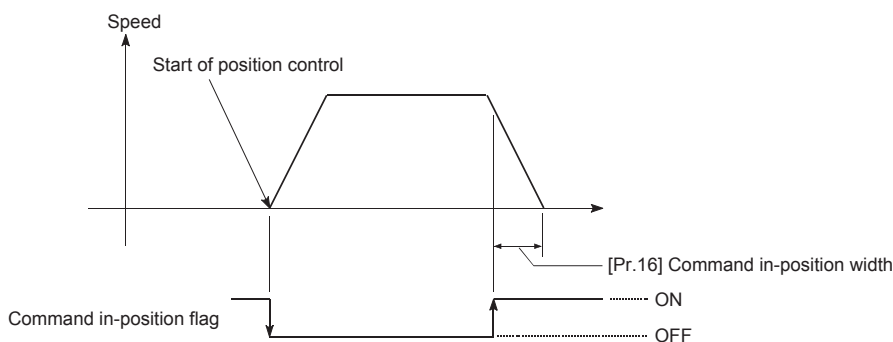 Speed
Start of position control
[Pr.16] Command in-position width
ON
Command in-position flag
OFF